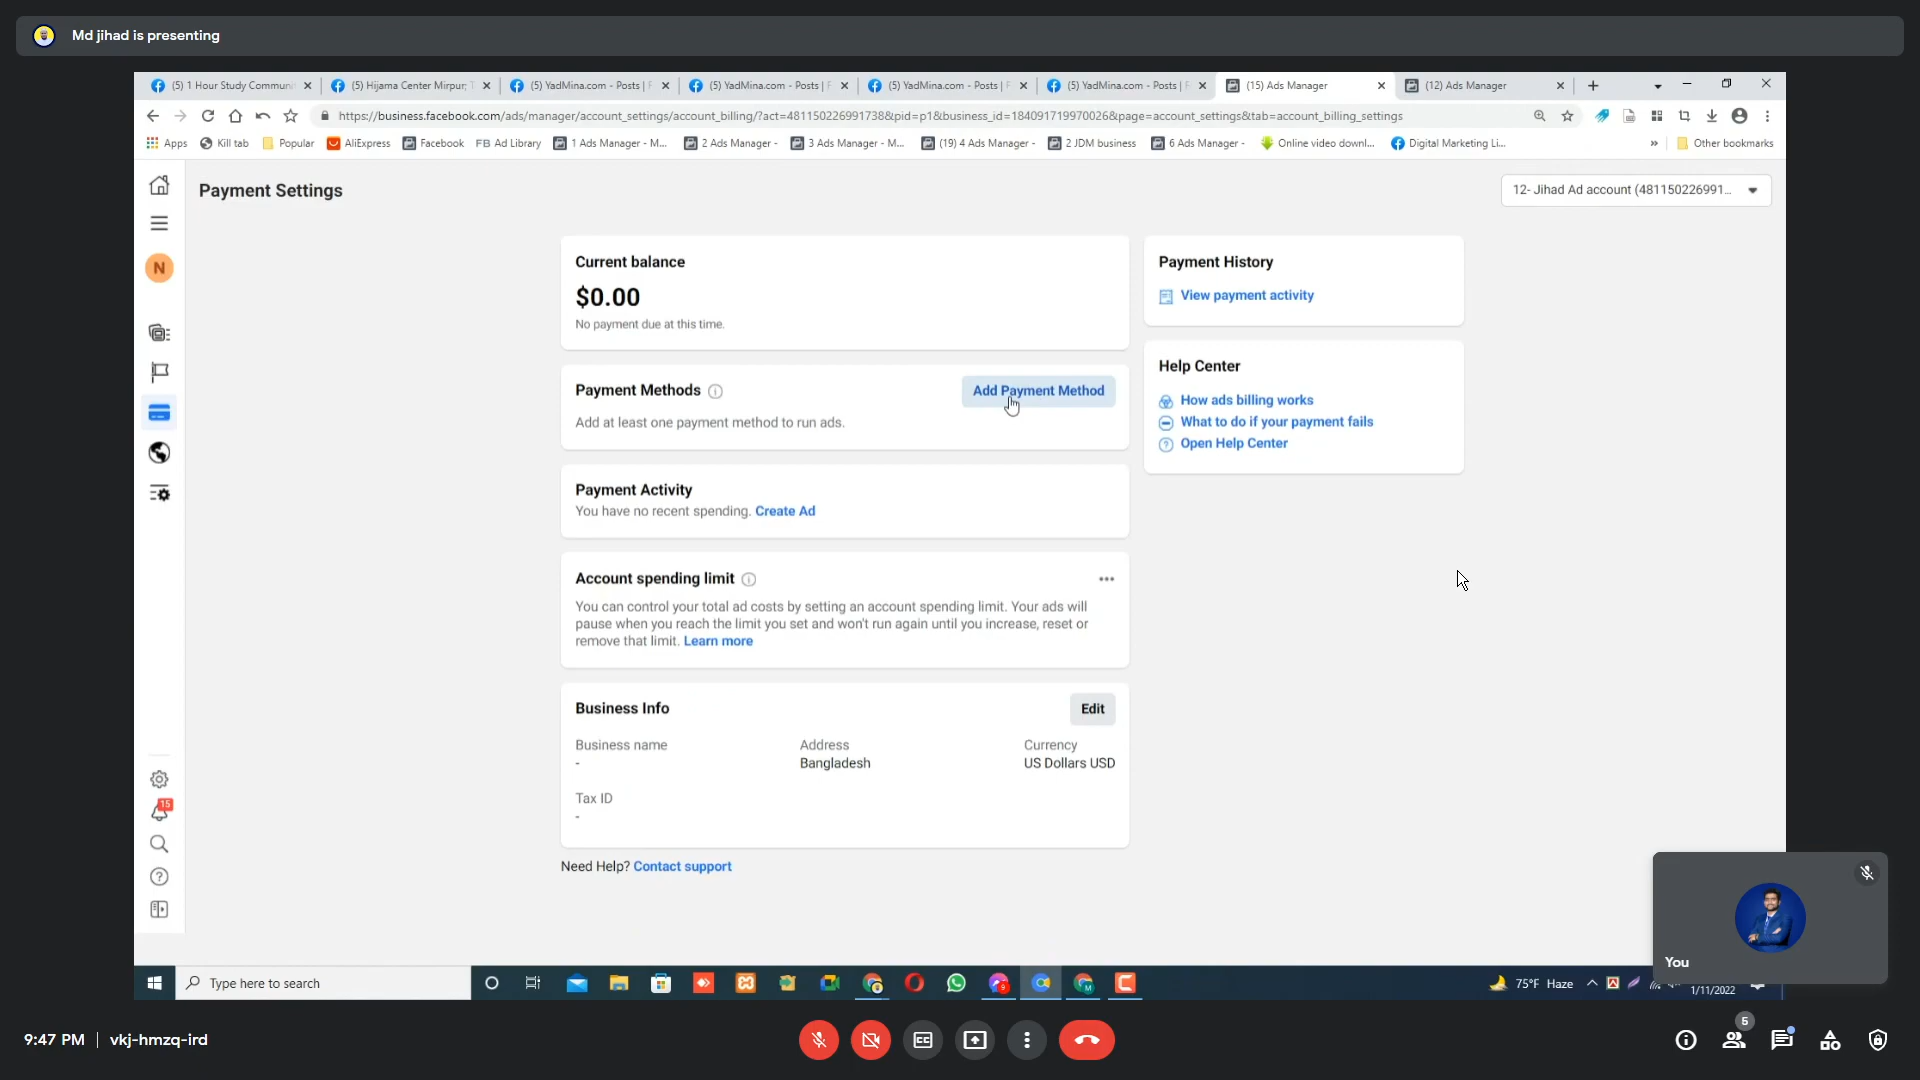 Md jihad is presenting
(5) 1 Hour Study Communi
(5) Hijama Center Mirpur; T
(5) YadMina.com - Posts | F
(5) YadMina.com - Posts | F
(5) YadMina.com - Posts | F
(5) YadMina.com - Posts | F
(15) Ads Manager
(12) Ads Manager
https://business.facebook.com/ads/manager/account_settings/account_billing/?act=481150226991738&pid=p1&business_id=184091719970026&page=account_settings&tab=account_billing_settings
Apps
Kill tab
Popular
AliExpress
Facebook
FB Ad Library
1 Ads Manager - M...
2 Ads Manager -
3 Ads Manager - M...
(19) 4 Ads Manager -
2 JDM business
6 Ads Manager -
Online video downl...
Digital Marketing Li...
»
Other bookmarks
Payment Settings
12- Jihad Ad account (481150226991...
N
Current balance
$0.00
No payment due at this time.
Payment History
View payment activity
Payment Methods
Add Payment Method
Add at least one payment method to run ads.
Help Center
How ads billing works
What to do if your payment fails
Open Help Center
Payment Activity
You have no recent spending. Create Ad
Account spending limit
You can control your total ad costs by setting an account spending limit. Your ads will
pause when you reach the limit you set and won't run again until you increase, reset or
remove that limit. Learn more
Business Info
Edit
Business name
-
Address
Bangladesh
Currency
US Dollars USD
Tax ID
-
15
Need Help? Contact support
You
Type here to search
75°F Haze
1/11/2022
9:47 PM | vkj-hmzq-ird
5